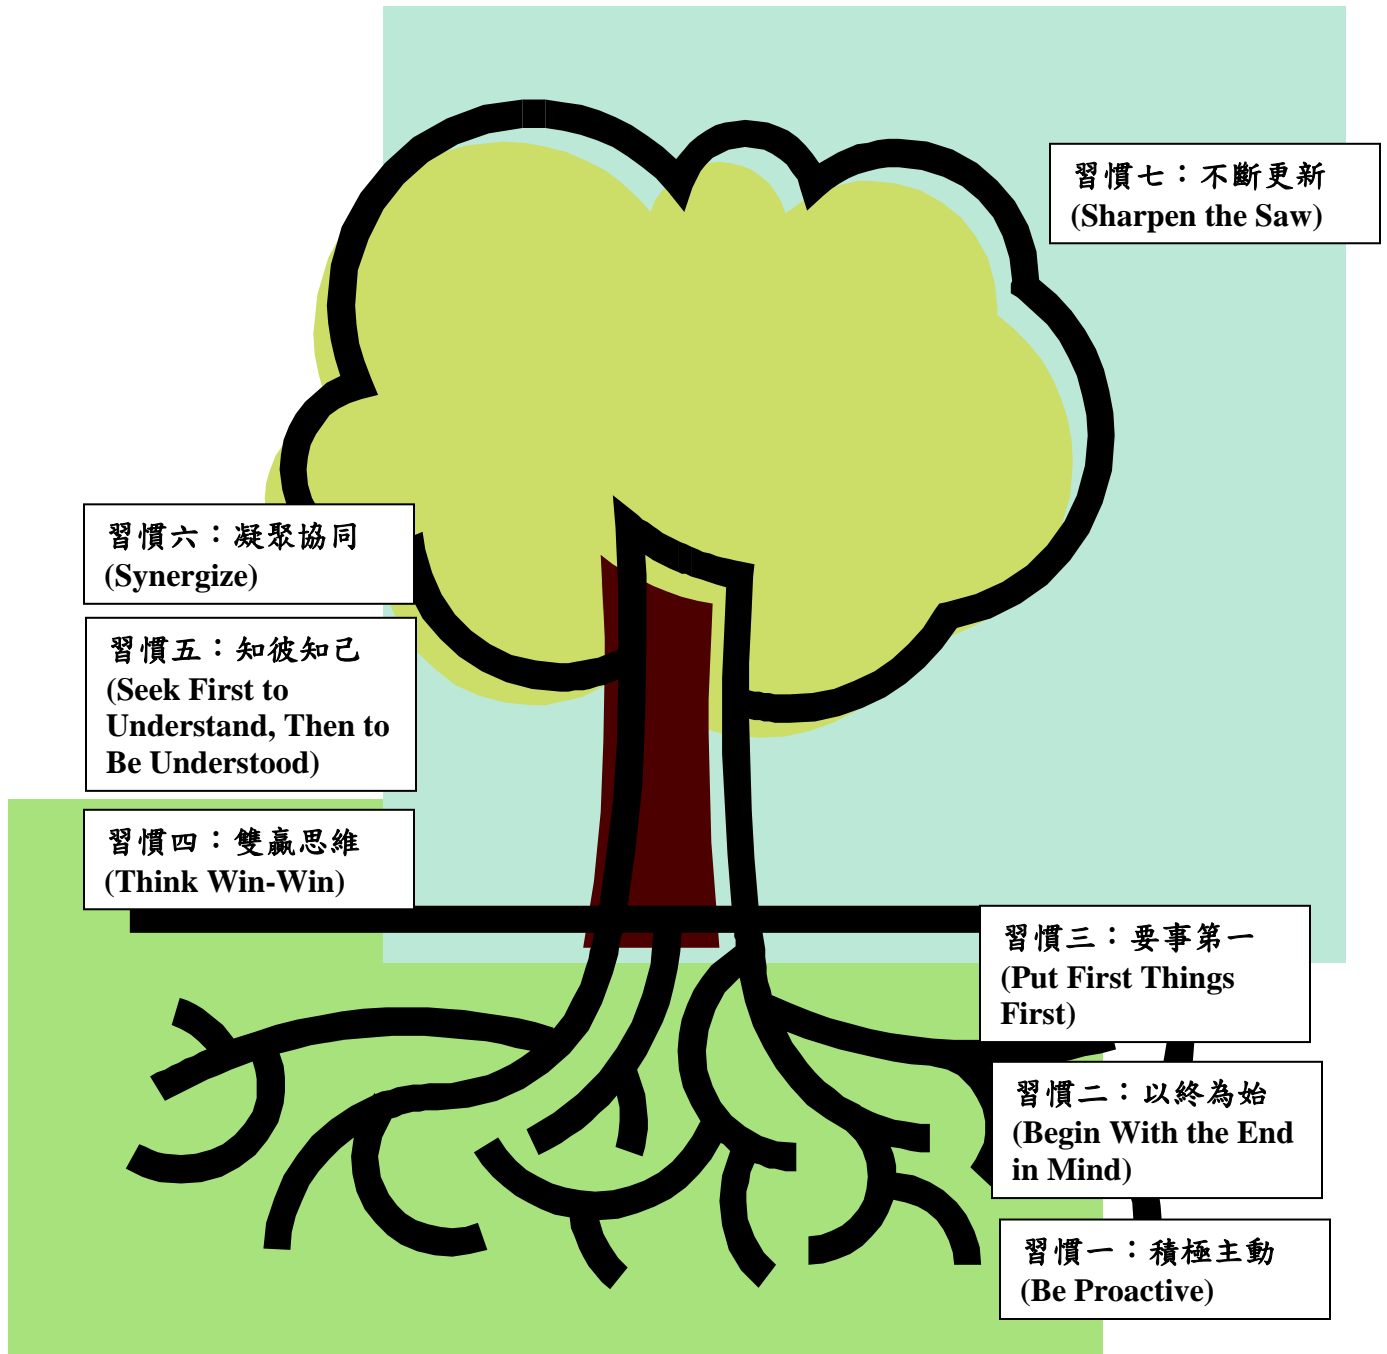 習慣七：不斷更新
(Sharpen the Saw)
習慣六：凝聚協同
(Synergize)
習慣五：知彼知己
(Seek First to
Understand, Then to
Be Understood)
習慣四：雙贏思維
(Think Win-Win)
習慣三：要事第一
(Put First Things
First)
習慣二：以終為始
(Begin With the End
in Mind)
習慣一：積極主動
(Be Proactive)